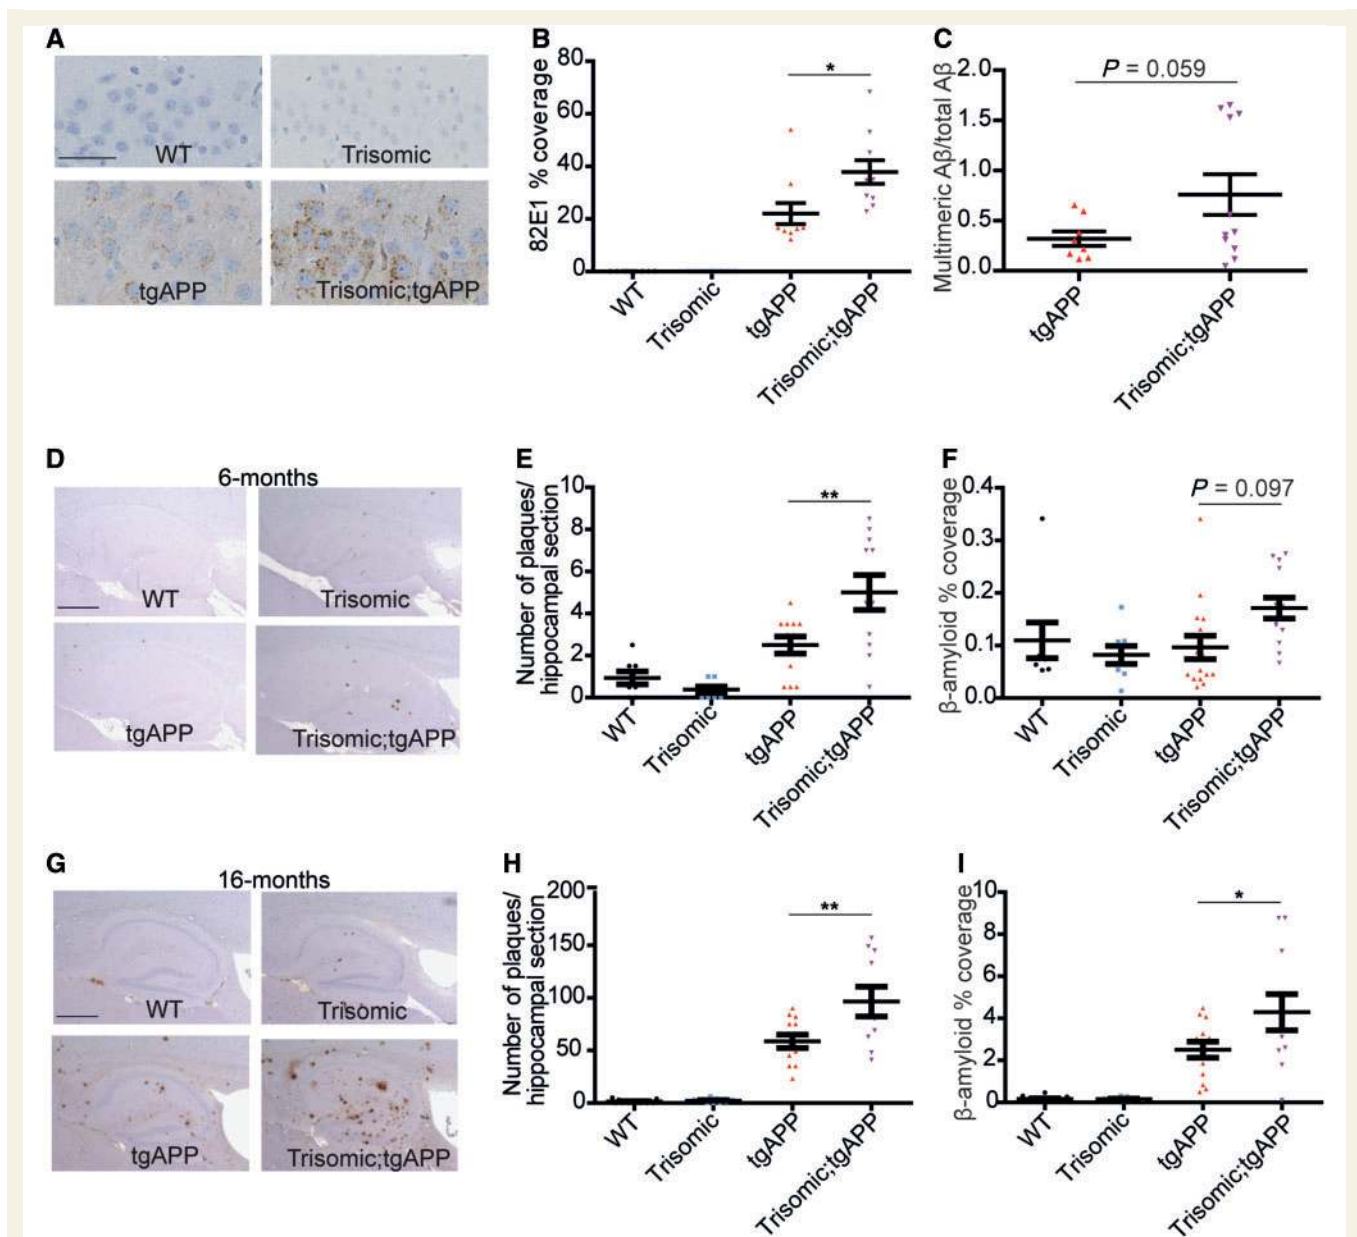 A
WT
Trisomic
tgAPP
Trisomic;tgAPP
B
82E1 % coverage
80
60
40
20
0
*
WT
Trisomic
tgAPP
Trisomic;tgAPP
C
Multimeric Aβ/total Aβ
2.0
1.5
1.0
0.5
0.0
P = 0.059
tgAPP
Trisomic;tgAPP
D
6-months
WT
Trisomic
tgAPP
Trisomic;tgAPP
E
Number of plaques/
hippocampal section
10
8
6
4
2
0
**
WT
Trisomic
tgAPP
Trisomic;tgAPP
F
β-amyloid % coverage
0.4
0.3
0.2
0.1
0.0
P = 0.097
WT
Trisomic
tgAPP
Trisomic;tgAPP
G
16-months
WT
Trisomic
tgAPP
Trisomic;tgAPP
H
Number of plaques/
hippocampal section
200
150
100
50
0
**
WT
Trisomic
tgAPP
Trisomic;tgAPP
I
β-amyloid % coverage
10
8
6
4
2
0
*
WT
Trisomic
tgAPP
Trisomic;tgAPP